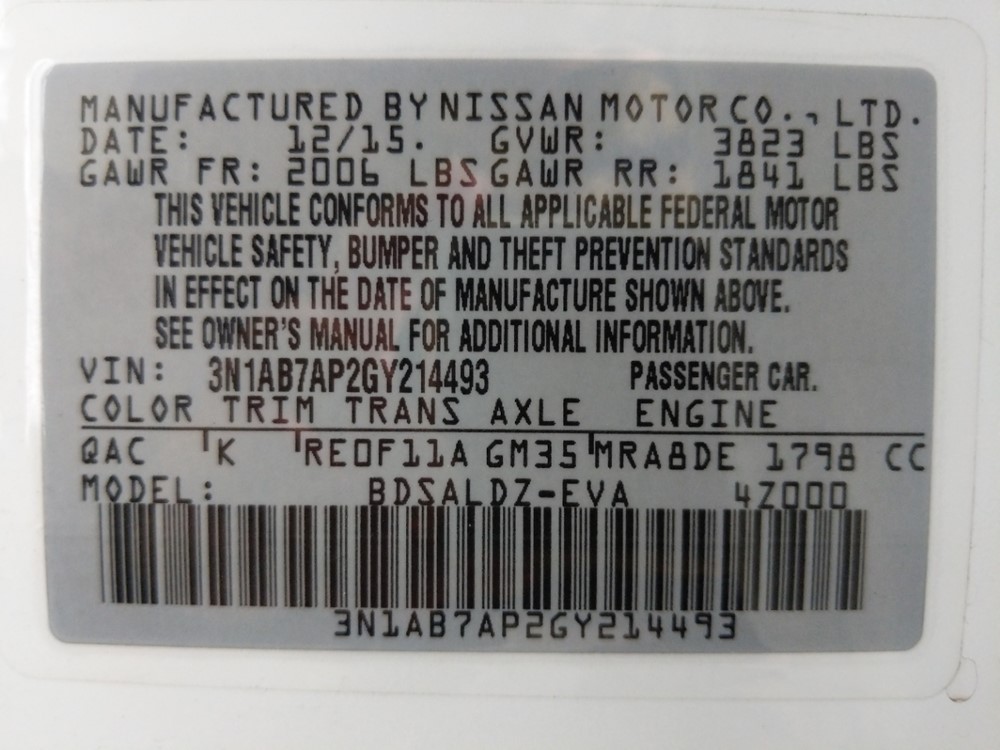 MANUFACTURED BY NISSAN MOTOR CO., LTD.
DATE: 12/15. GVWR: 3823 LBS
GAWR FR: 2006 LBS GAWR RR: 1841 LBS
THIS VEHICLE CONFORMS TO ALL APPLICABLE FEDERAL MOTOR
VEHICLE SAFETY, BUMPER AND THEFT PREVENTION STANDARDS
IN EFFECT ON THE DATE OF MANUFACTURE SHOWN ABOVE.
SEE OWNER'S MANUAL FOR ADDITIONAL INFORMATION.
VIN: 3N1AB7AP2GY214493 PASSENGER CAR.
COLOR TRIM TRANS AXLE ENGINE
QAC K RE0F11A GM35 MRA8DE 1798 CC
MODEL: BDSALDZ-EVA 4Z000
3N1AB7AP2GY214493